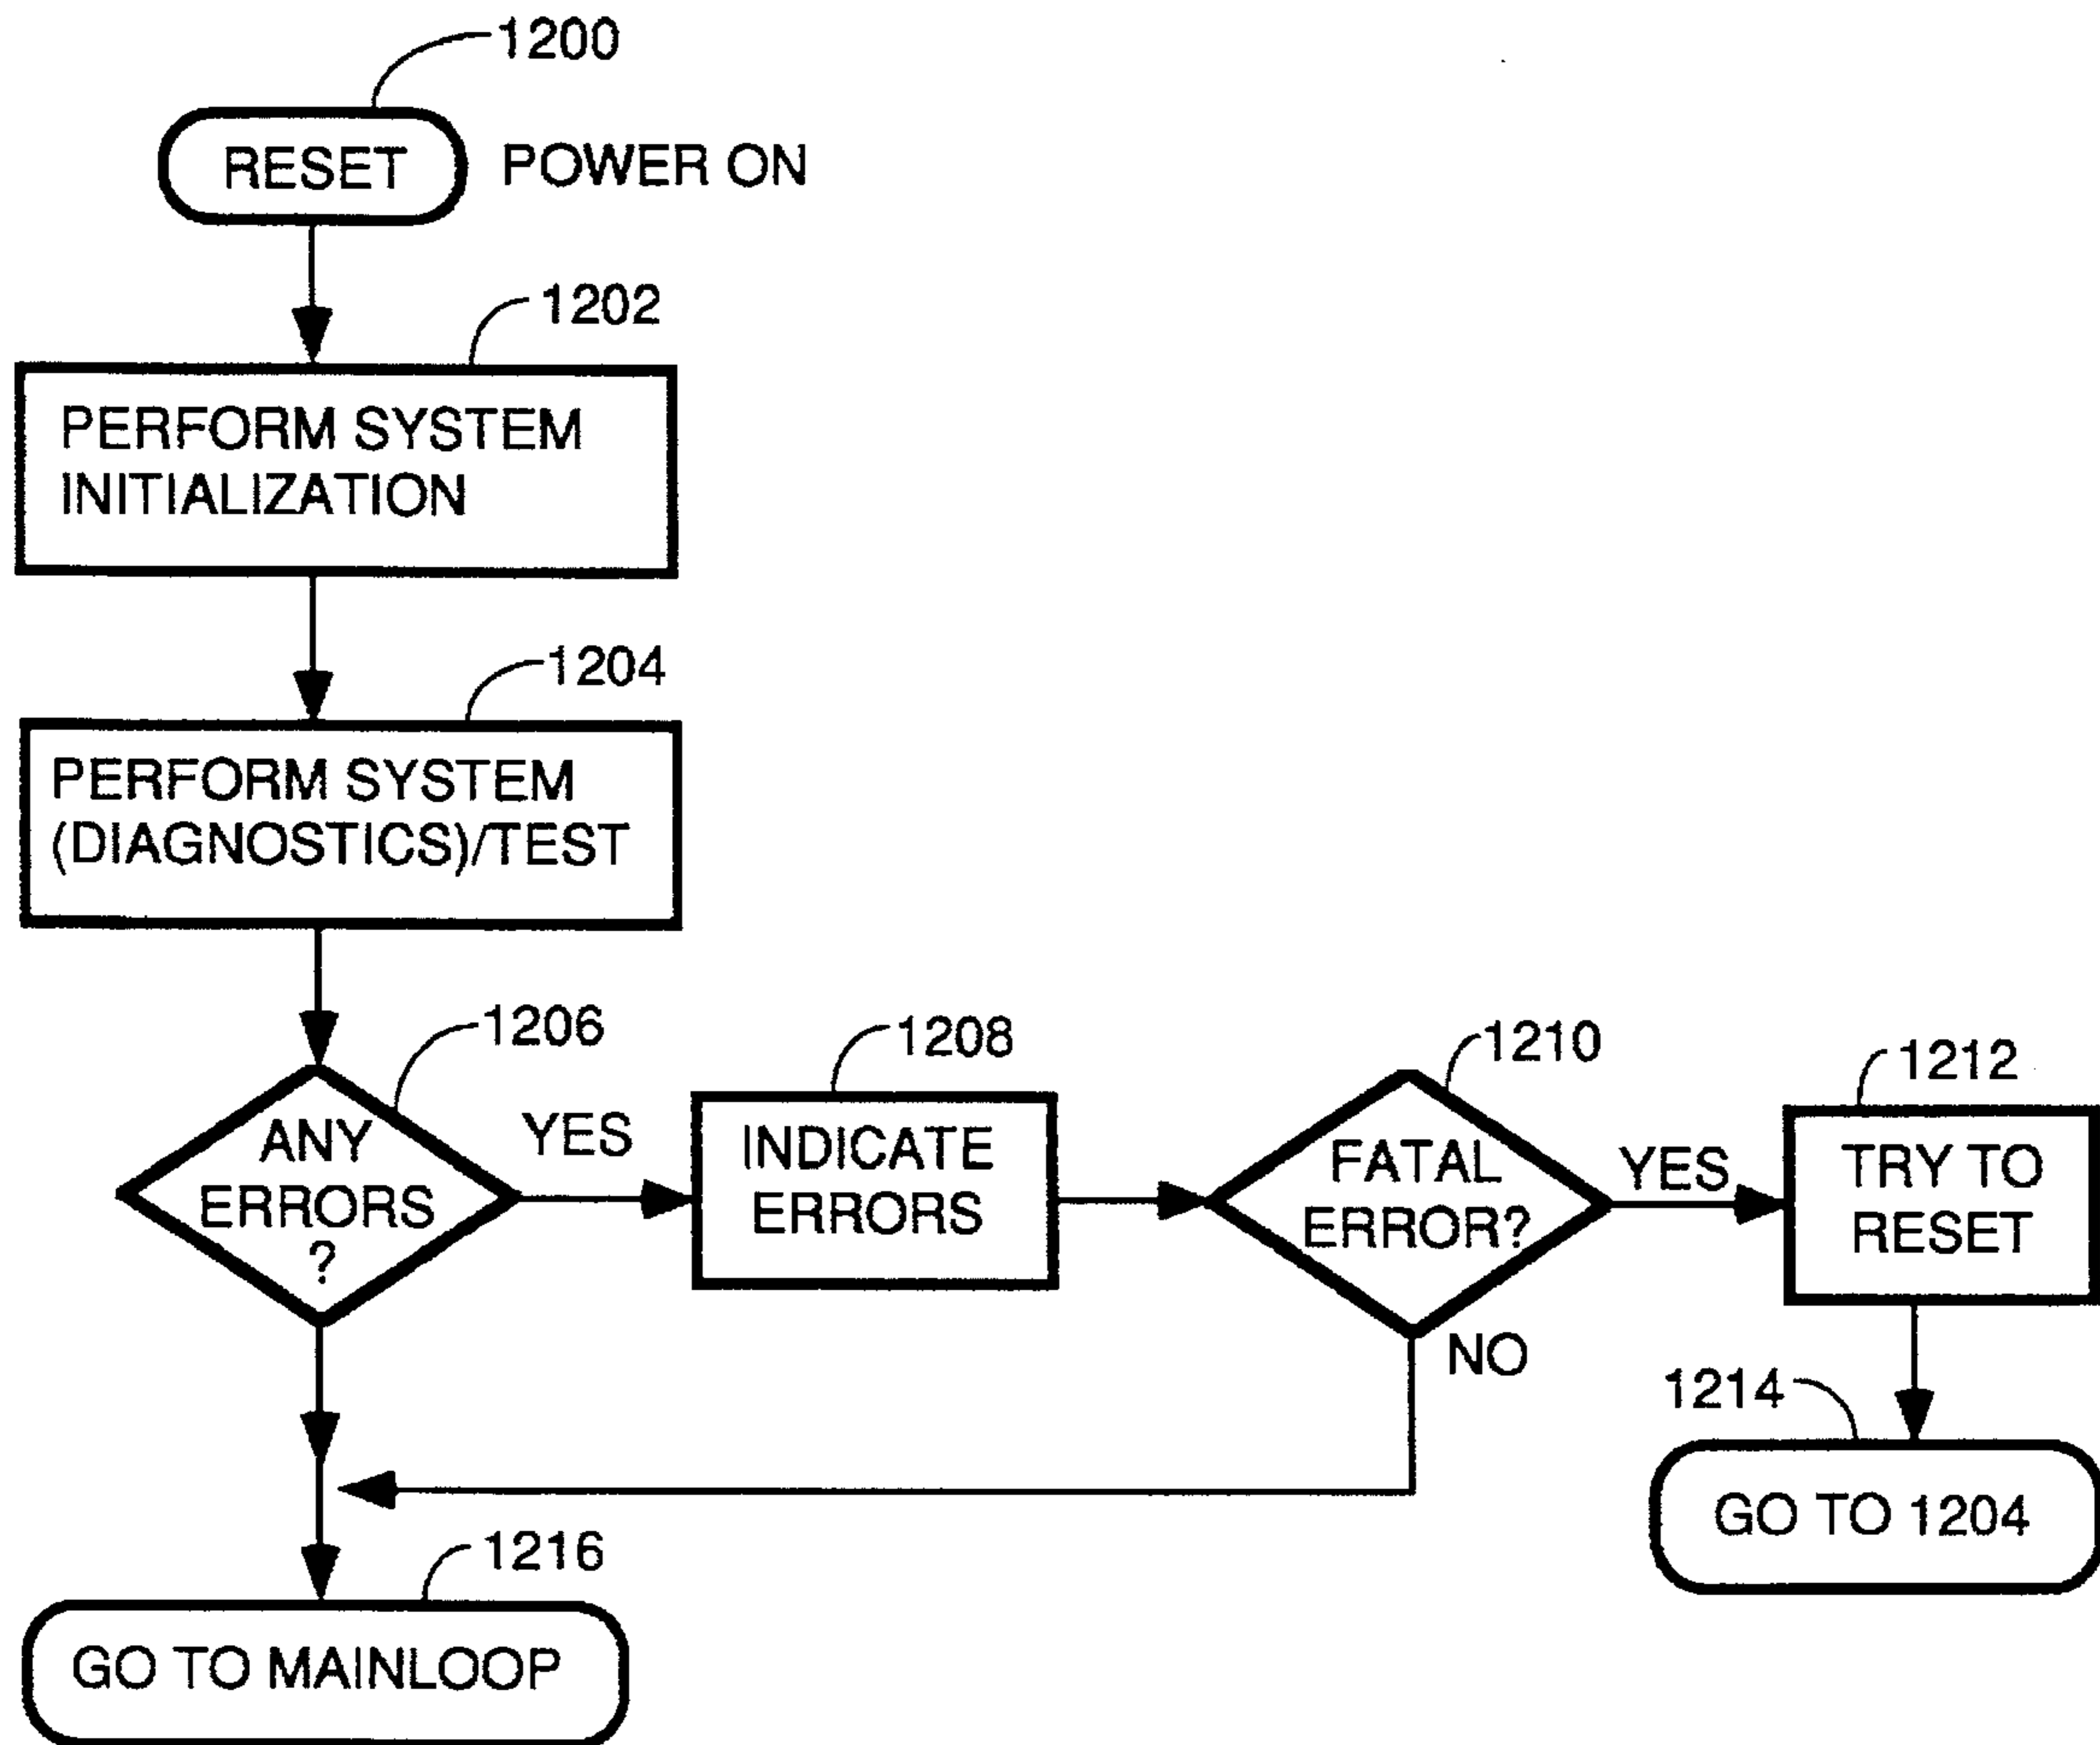 1200
RESET
POWER ON
1202
PERFORM SYSTEM
INITIALIZATION
1204
PERFORM SYSTEM
(DIAGNOSTICS)/TEST
1206
ANY
ERRORS
?
YES
1208
INDICATE
ERRORS
1210
FATAL
ERROR?
YES
NO
1212
TRY TO
RESET
1214
GO TO 1204
1216
GO TO MAINLOOP